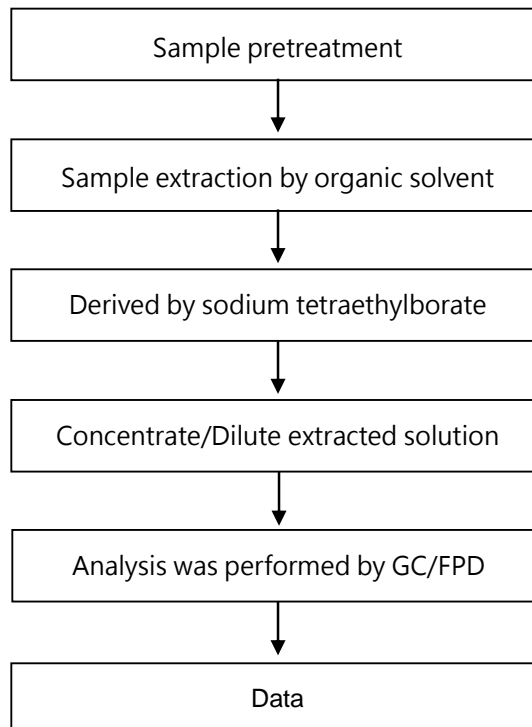 Sample pretreatment
Sample extraction by organic solvent
Derived by sodium tetraethylborate
Concentrate/Dilute extracted solution
Analysis was performed by GC/FPD
Data